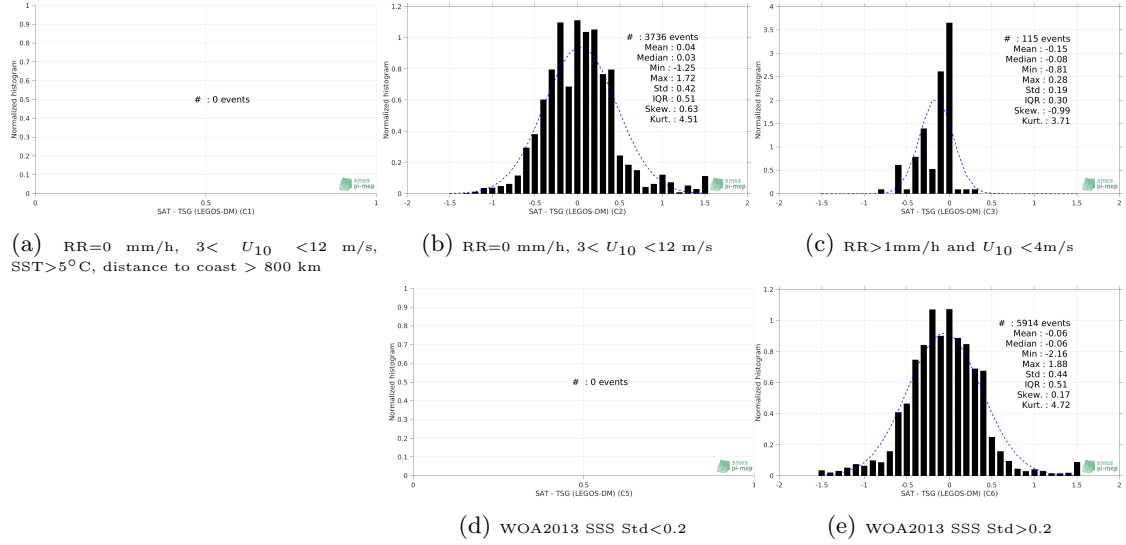 1
0.9
0.8
0.7
0.6
0.5
0.4
0.3
0.2
0.1
0
Normalized histogram
# : 0 events
0 0.5 1
SAT - TSG (LEGOS-DM) (C1)
smos
pi-mep
(a) RR=0 mm/h, 3< U10 <12 m/s,
SST>5°C, distance to coast > 800 km
1.2
1
0.8
0.6
0.4
0.2
0
Normalized histogram
# : 3736 events
Mean : 0.04
Median : 0.03
Min : -1.25
Max : 1.72
Std : 0.42
IQR : 0.51
Skew. : 0.63
Kurt. : 4.51
-2 -1.5 -1 -0.5 0 0.5 1 1.5 2
SAT - TSG (LEGOS-DM) (C2)
smos
pi-mep
(b) RR=0 mm/h, 3< U10 <12 m/s
4
3.5
3
2.5
2
1.5
1
0.5
0
Normalized histogram
# : 115 events
Mean : -0.15
Median : -0.08
Min : -0.81
Max : 0.28
Std : 0.19
IQR : 0.30
Skew. : -0.99
Kurt. : 3.71
-2 -1.5 -1 -0.5 0 0.5 1 1.5 2
SAT - TSG (LEGOS-DM) (C3)
smos
pi-mep
(c) RR>1mm/h and U10 <4m/s
1
0.9
0.8
0.7
0.6
0.5
0.4
0.3
0.2
0.1
0
Normalized histogram
# : 0 events
0 0.5 1
SAT - TSG (LEGOS-DM) (C5)
smos
pi-mep
(d) WOA2013 SSS Std<0.2
1.2
1
0.8
0.6
0.4
0.2
0
Normalized histogram
# : 5914 events
Mean : -0.06
Median : -0.06
Min : -2.16
Max : 1.88
Std : 0.44
IQR : 0.51
Skew. : 0.17
Kurt. : 4.72
-2 -1.5 -1 -0.5 0 0.5 1 1.5 2
SAT - TSG (LEGOS-DM) (C6)
smos
pi-mep
(e) WOA2013 SSS Std>0.2